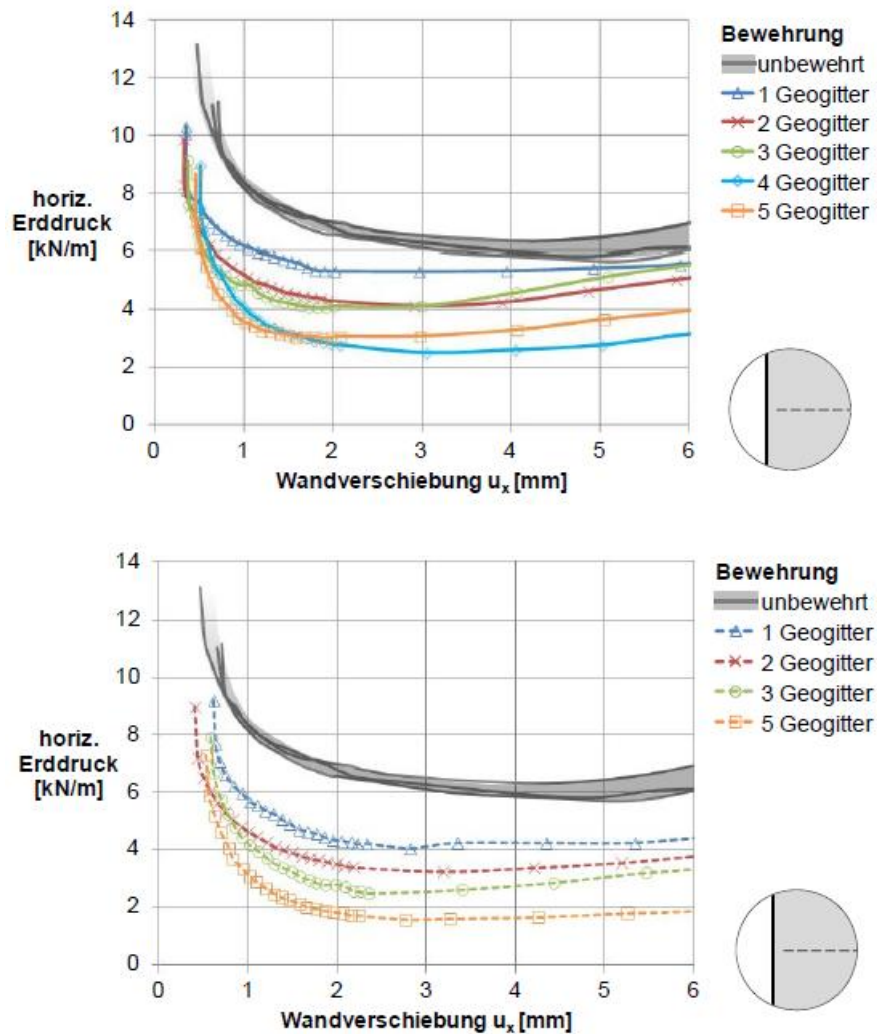 14
12
10
8
6
4
2
0
horiz.
Erddruck
[kN/m]
0 1 2 3 4 5 6
Wandverschiebung uₓ [mm]
Bewehrung
unbewehrt
1 Geogitter
2 Geogitter
3 Geogitter
4 Geogitter
5 Geogitter
14
12
10
8
6
4
2
0
horiz.
Erddruck
[kN/m]
0 1 2 3 4 5 6
Wandverschiebung uₓ [mm]
Bewehrung
unbewehrt
1 Geogitter
2 Geogitter
3 Geogitter
5 Geogitter